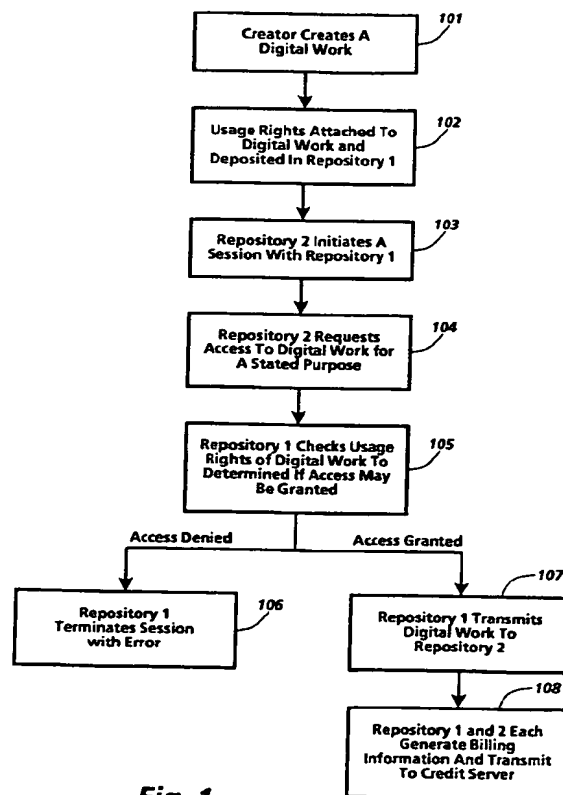 101
Creator Creates A
Digital Work
102
Usage Rights Attached To
Digital Work and
Deposited In Repository 1
103
Repository 2 Initiates A
Session With Repository 1
104
Repository 2 Requests
Access To Digital Work for
A Stated Purpose
105
Repository 1 Checks Usage
Rights of Digital Work To
Determined If Access May
Be Granted
Access Denied
Access Granted
106
Repository 1
Terminates Session
with Error
107
Repository 1 Transmits
Digital Work To
Repository 2
108
Repository 1 and 2 Each
Generate Billing
Information And Transmit
To Credit Server
Fig. 1